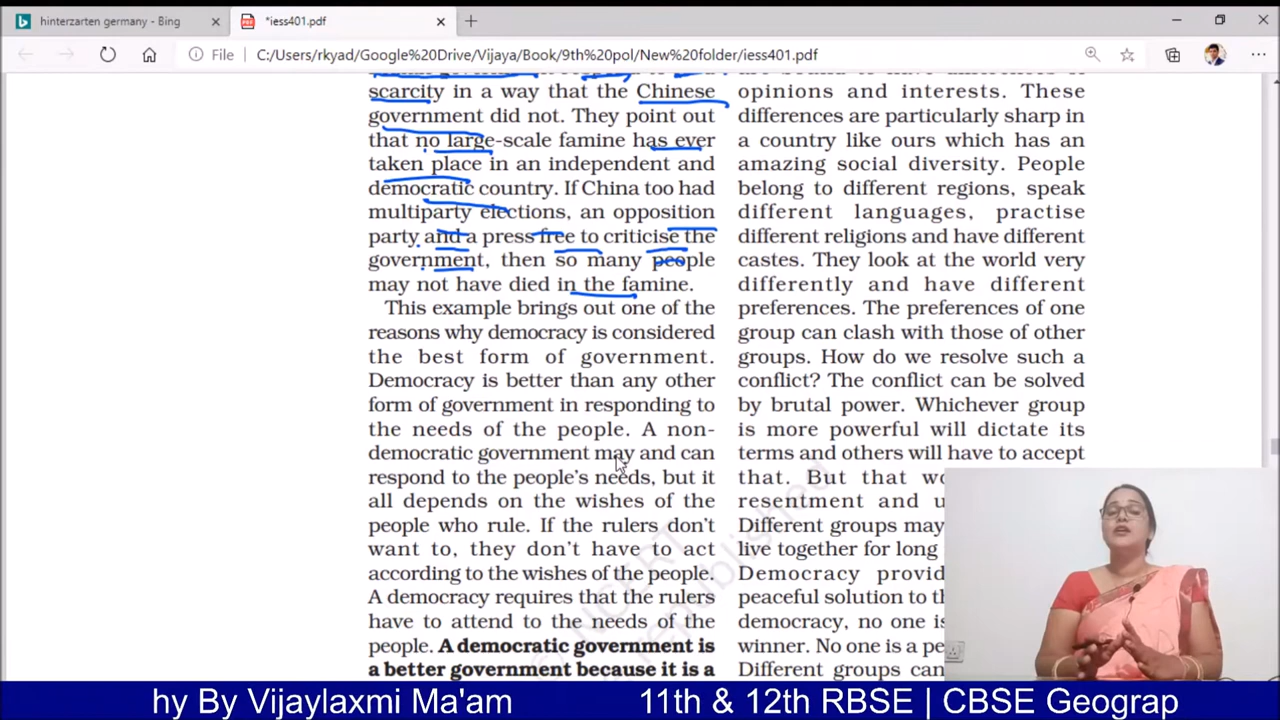 hinterzarten germany - Bing
*iess401.pdf
File
C:/Users/rkyad/Google%20Drive/Vijaya/Book/9th%20pol/New%20folder/iess401.pdf
scarcity in a way that the Chinese
government did not. They point out
that no large-scale famine has ever
taken place in an independent and
democratic country. If China too had
multiparty elections, an opposition
party and a press free to criticise the
government, then so many people
may not have died in the famine.
This example brings out one of the
reasons why democracy is considered
the best form of government.
Democracy is better than any other
form of government in responding to
the needs of the people. A non-
democratic government may and can
respond to the people's needs, but it
all depends on the wishes of the
people who rule. If the rulers don't
want to, they don't have to act
according to the wishes of the people.
A democracy requires that the rulers
have to attend to the needs of the
people. A democratic government is
a better government because it is a
opinions and interests. These
differences are particularly sharp in
a country like ours which has an
amazing social diversity. People
belong to different regions, speak
different languages, practise
different religions and have different
castes. They look at the world very
differently and have different
preferences. The preferences of one
group can clash with those of other
groups. How do we resolve such a
conflict? The conflict can be solved
by brutal power. Whichever group
is more powerful will dictate its
terms and others will have to accept
that. But that wo
resentment and u
Different groups may
live together for long
Democracy provid
peaceful solution to th
democracy, no one is
winner. No one is a pe
Different groups can
NCERT
republished
hy By Vijaylaxmi Ma'am 11th & 12th RBSE | CBSE Geograp